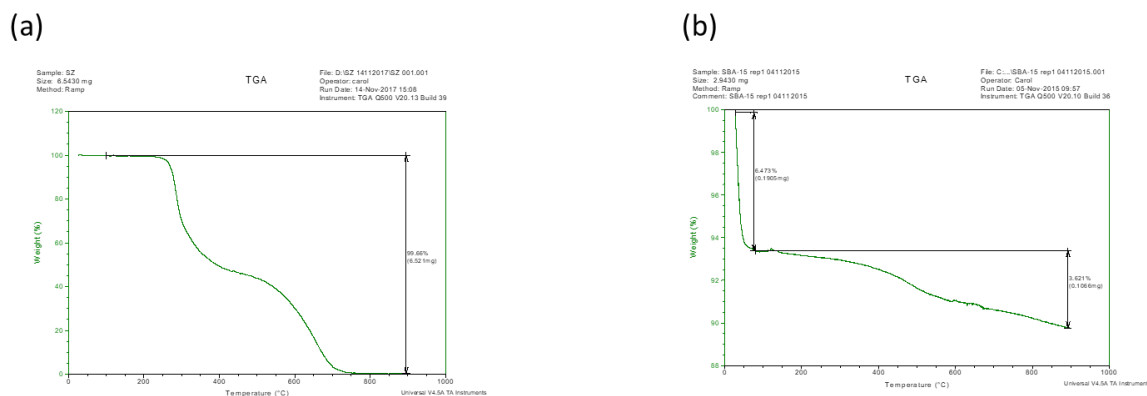 (a)
Sample: SZ
Size: 6.5430 mg
Method: Ramp
TGA
File: D:\SZ 14112017\SZ 001.001
Operator: carol
Run Date: 14-Nov-2017 15:08
Instrument: TGA Q500 V20.13 Build 39
120
100
80
60
40
20
0
Weight (%)
99.66%
(6.521mg)
0
200
400
600
800
1000
Temperature (°C)
Universal V4.5A TA Instruments
(b)
Sample: SBA-15 rep1 04112015
Size: 2.9430 mg
Method: Ramp
Comment: SBA-15 rep1 04112015
TGA
File: C:...\SBA-15 rep1 04112015.001
Operator: Carol
Run Date: 05-Nov-2015 09:57
Instrument: TGA Q500 V20.10 Build 36
100
98
96
94
92
90
88
Weight (%)
6.473%
(0.1905mg)
3.621%
(0.1066mg)
0
200
400
600
800
1000
Temperature (°C)
Universal V4.5A TA Instrument